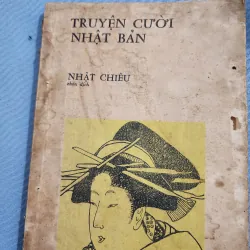 TRUYỆN CƯỜI
NHẬT BẢN
NHẬT CHIÊU